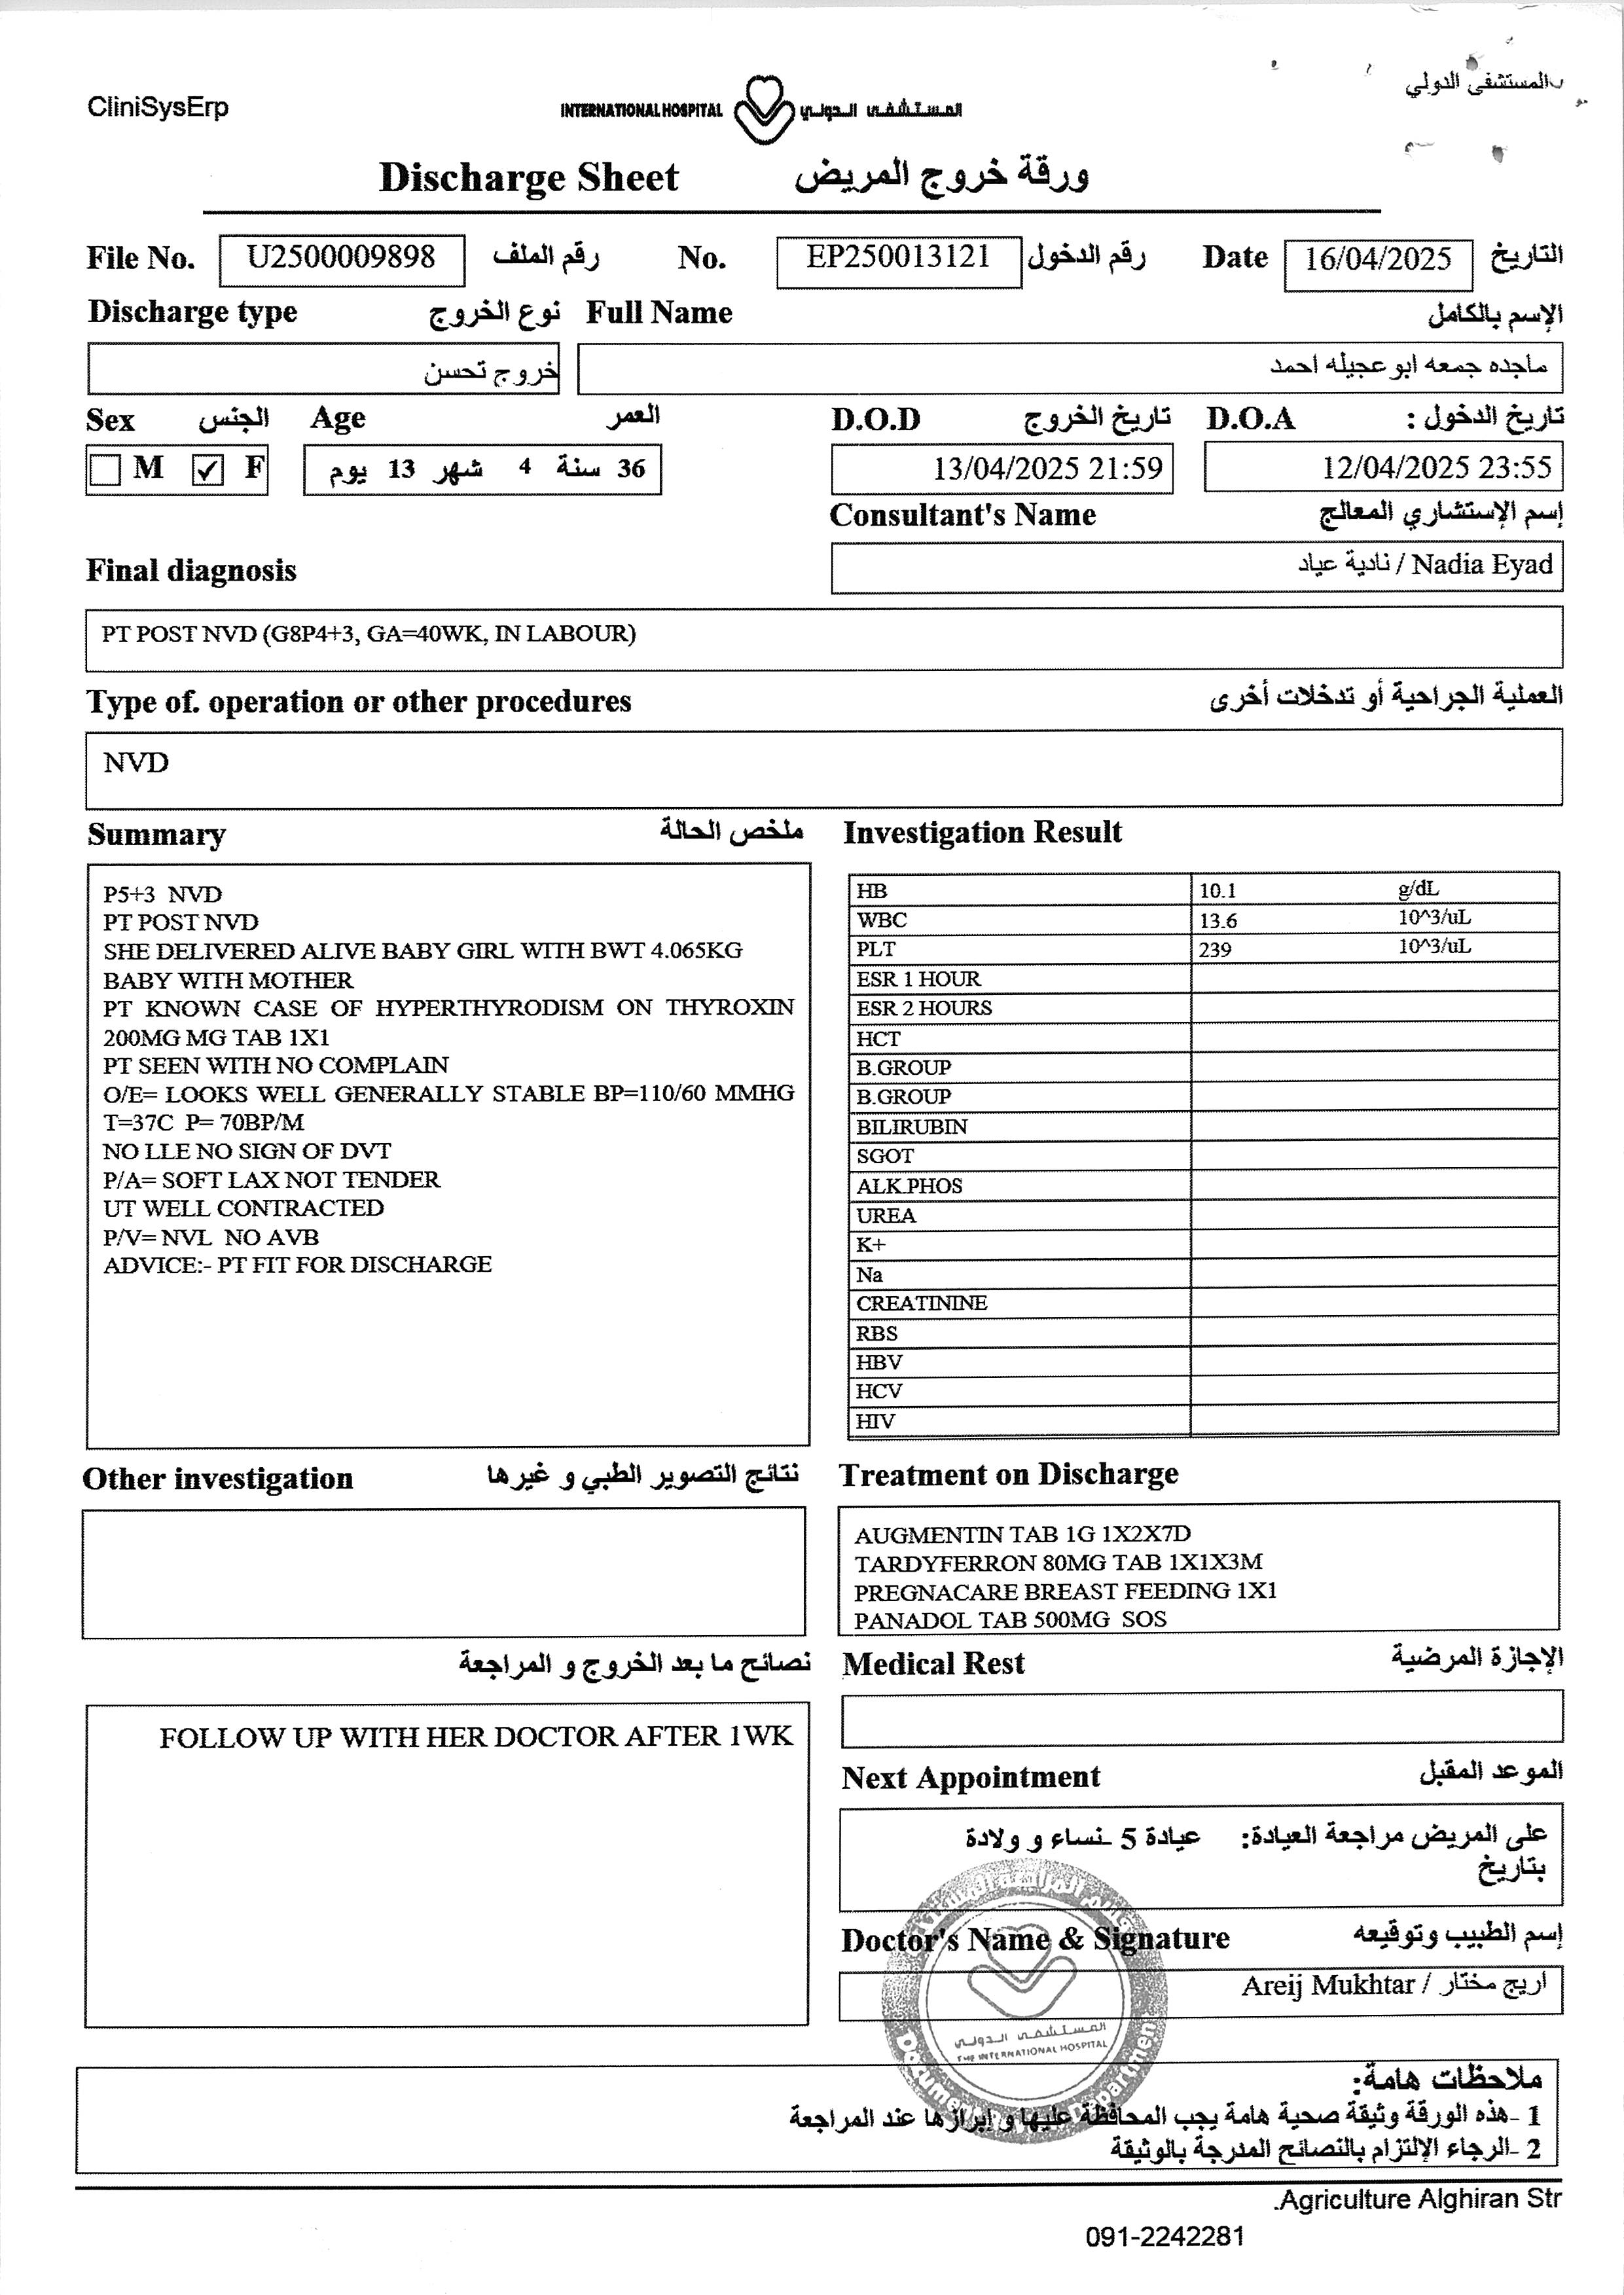 CliniSysErp
INTERNATIONAL HOSPITAL المستشفى الدولي
المستشفى الدولي
Discharge Sheet ورقة خروج المريض
File No. U2500009898 رقم الملف No. EP250013121 رقم الدخول Date 16/04/2025 التاريخ
Discharge type نوع الخروج Full Name الإسم بالكامل
خروج تحسن ماجده جمعه ابو عجيله احمد
Sex الجنس Age العمر D.O.D تاريخ الخروج D.O.A تاريخ الدخول :
M ✓ F 36 سنة 4 شهر 13 يوم 13/04/2025 21:59 12/04/2025 23:55
Consultant's Name إسم الإستشاري المعالج
نادية عياد / Nadia Eyad
Final diagnosis
PT POST NVD (G8P4+3, GA=40WK, IN LABOUR)
Type of. operation or other procedures العملية الجراحية أو تدخلات أخرى
NVD
Summary ملخص الحالة
P5+3 NVD
PT POST NVD
SHE DELIVERED ALIVE BABY GIRL WITH BWT 4.065KG
BABY WITH MOTHER
PT KNOWN CASE OF HYPERTHYRODISM ON THYROXIN
200MG MG TAB 1X1
PT SEEN WITH NO COMPLAIN
O/E= LOOKS WELL GENERALLY STABLE BP=110/60 MMHG
T=37C P= 70BP/M
NO LLE NO SIGN OF DVT
P/A= SOFT LAX NOT TENDER
UT WELL CONTRACTED
P/V= NVL NO AVB
ADVICE:- PT FIT FOR DISCHARGE
Investigation Result
HB 10.1 g/dL
WBC 13.6 10^3/uL
PLT 239 10^3/uL
ESR 1 HOUR
ESR 2 HOURS
HCT
B.GROUP
B.GROUP
BILIRUBIN
SGOT
ALK.PHOS
UREA
K+
Na
CREATININE
RBS
HBV
HCV
HIV
Other investigation نتائج التصوير الطبي و غيرها
Treatment on Discharge
AUGMENTIN TAB 1G 1X2X7D
TARDYFERRON 80MG TAB 1X1X3M
PREGNACARE BREAST FEEDING 1X1
PANADOL TAB 500MG SOS
نصائح ما بعد الخروج و المراجعة
FOLLOW UP WITH HER DOCTOR AFTER 1WK
Medical Rest الإجازة المرضية
Next Appointment الموعد المقبل
على المريض مراجعة العيادة: عيادة 5 -نساء و ولادة
بتاريخ
Doctor's Name & Signature إسم الطبيب وتوقيعه
اريج مختار / Areij Mukhtar
المستشفى الدولي
THE INTERNATIONAL HOSPITAL
ملاحظات هامة:
1 -هذه الورقة وثيقة صحية هامة يجب المحافظة عليها و إبرازها عند المراجعة
2 -الرجاء الإلتزام بالنصائح المدرجة بالوثيقة
.Agriculture Alghiran Str
091-2242281